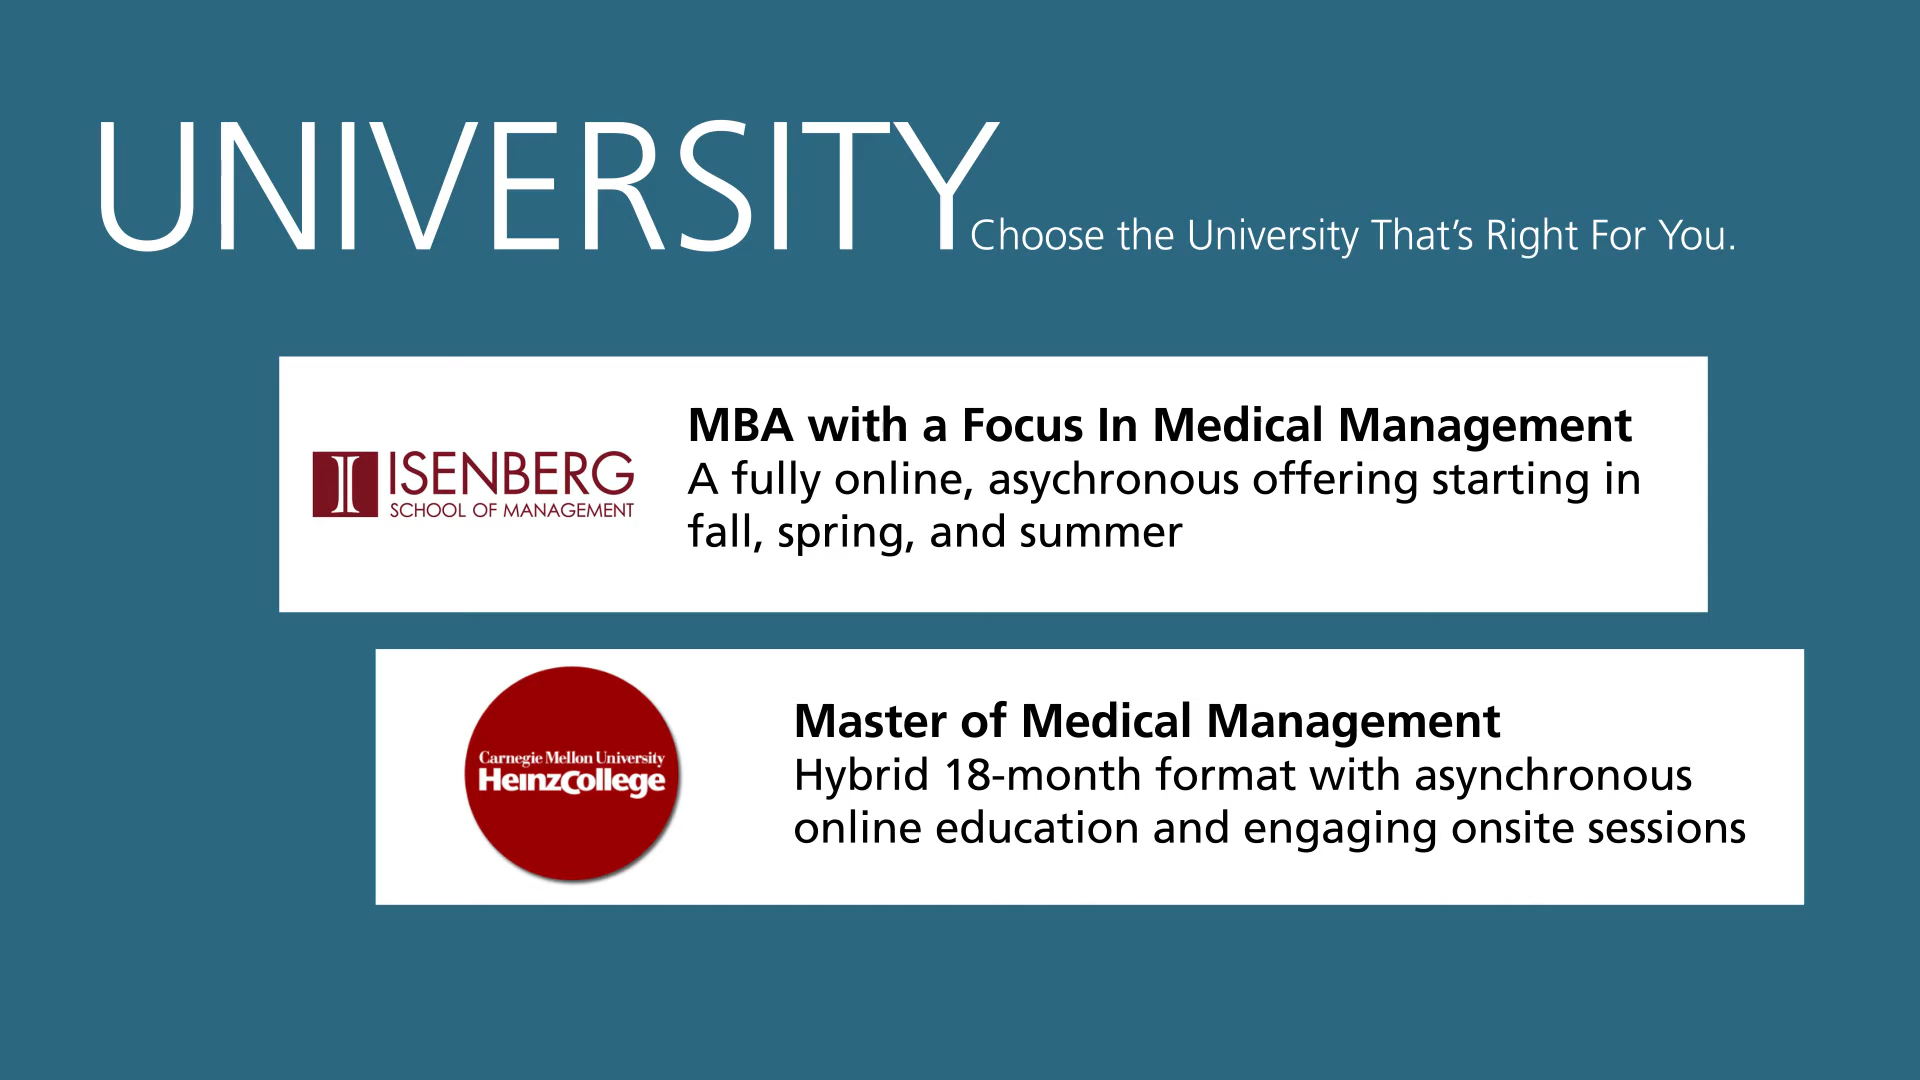 UNIVERSITY Choose the University That’s Right For You.
ISENBERG
SCHOOL OF MANAGEMENT
MBA with a Focus In Medical Management
A fully online, asychronous offering starting in
fall, spring, and summer
Carnegie Mellon University
HeinzCollege
Master of Medical Management
Hybrid 18-month format with asynchronous
online education and engaging onsite sessions